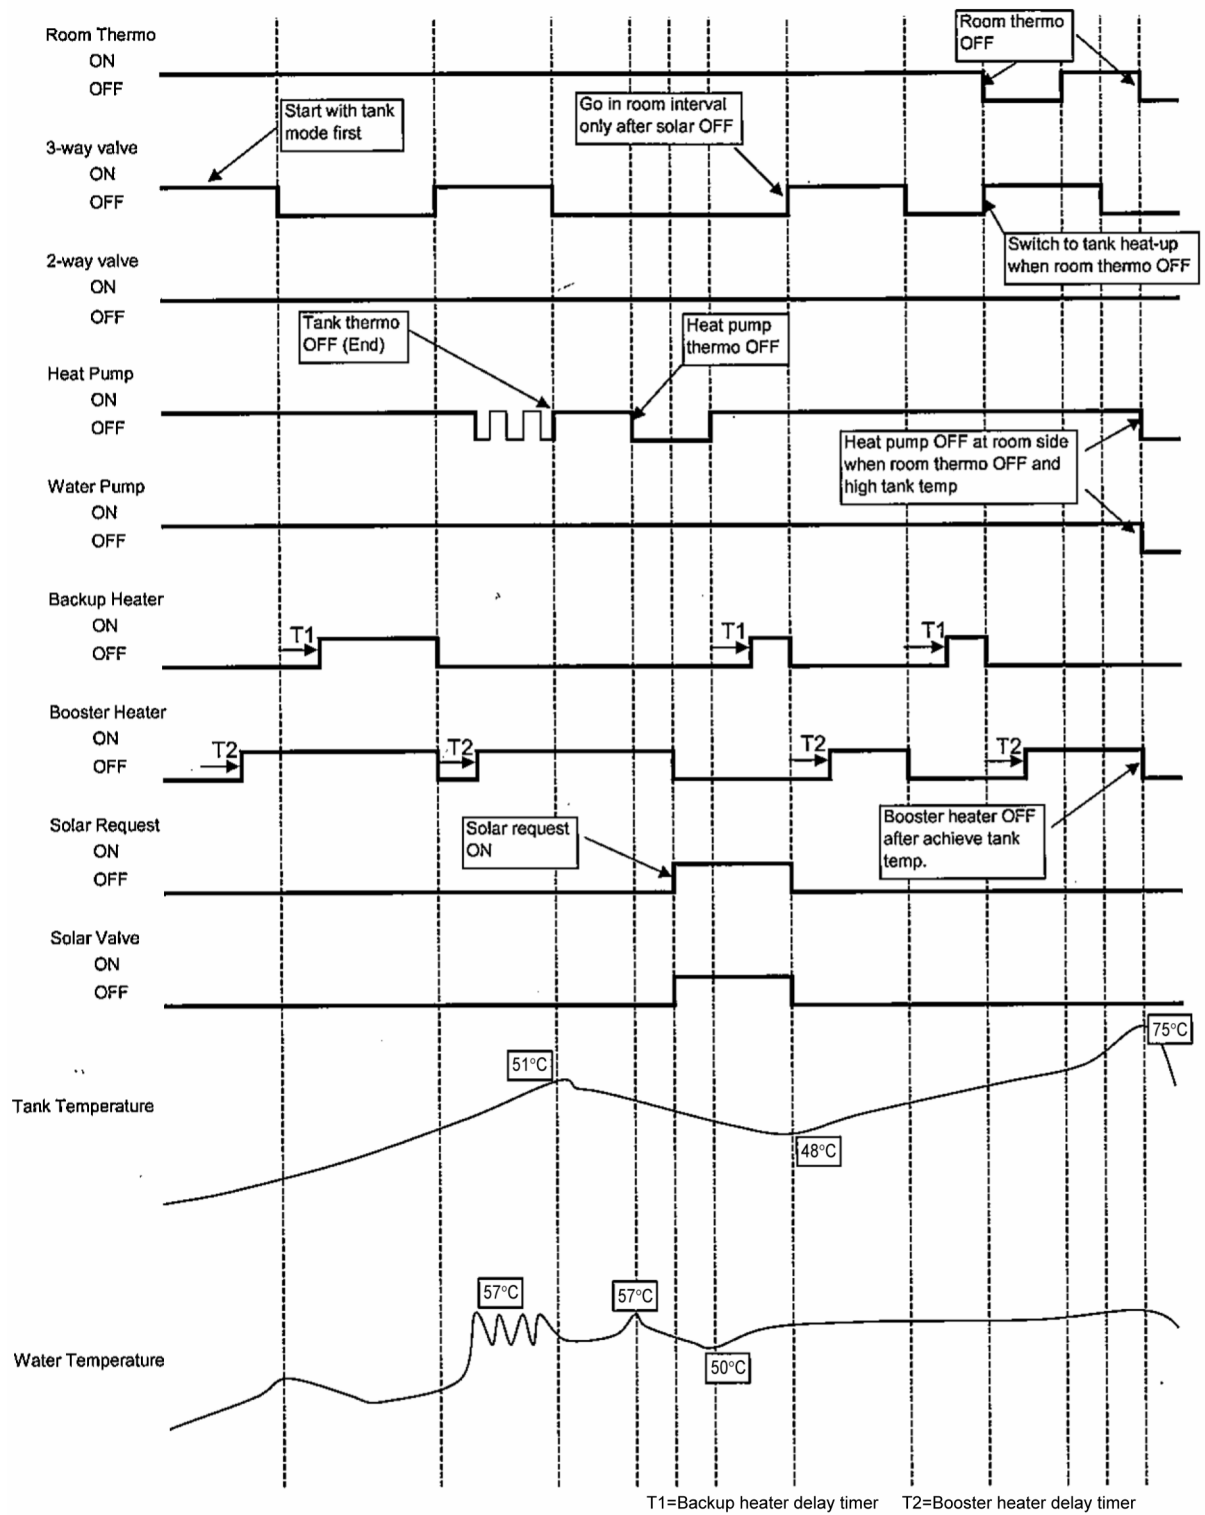 Room Thermo
ON
OFF
Room thermo
OFF
Start with tank
mode first
Go in room interval
only after solar OFF
3-way valve
ON
OFF
Switch to tank heat-up
when room thermo OFF
2-way valve
ON
OFF
Tank thermo
OFF (End)
Heat pump
thermo OFF
Heat Pump
ON
OFF
Heat pump OFF at room side
when room thermo OFF and
high tank temp
Water Pump
ON
OFF
Backup Heater
ON
OFF
T1
T1
T1
Booster Heater
ON
OFF
T2
T2
T2
T2
Booster heater OFF
after achieve tank
temp.
Solar Request
ON
OFF
Solar request
ON
Solar Valve
ON
OFF
75°C
51°C
Tank Temperature
48°C
57°C
57°C
Water Temperature
50°C
T1=Backup heater delay timer
T2=Booster heater delay timer